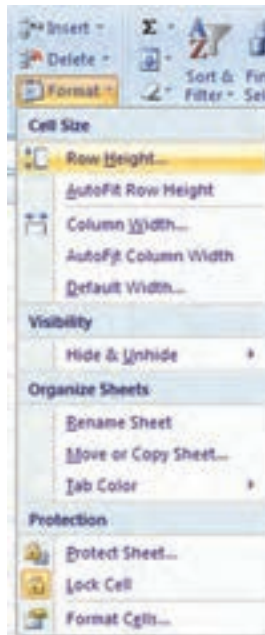 Insert
Σ
Delete
Sort &
Format
Filter
Cell Size
Row Height...
AutoFit Row Height
Column Width...
AutoFit Column Width
Default Width...
Visibility
Hide & Unhide
Organize Sheets
Rename Sheet
Move or Copy Sheet...
Tab Color
Protection
Protect Sheet...
Lock Cell
Format Cells...